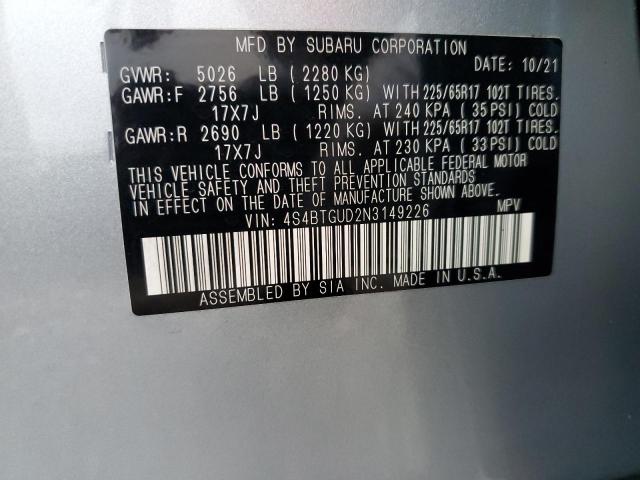 MFD BY SUBARU CORPORATION
GVWR: 5026 LB (2280 KG) DATE: 10/21
GAWR:F 2756 LB (1250 KG) WITH 225/65R17 102T TIRES.
17X7J RIMS. AT 240 KPA (35 PSI) COLD
GAWR:R 2690 LB (1220 KG) WITH 225/65R17 102T TIRES.
17X7J RIMS. AT 230 KPA (33 PSI) COLD
THIS VEHICLE CONFORMS TO ALL APPLICABLE FEDERAL MOTOR
VEHICLE SAFETY AND THEFT PREVENTION STANDARDS
IN EFFECT ON THE DATE OF MANUFACTURE SHOWN ABOVE.
VIN: 4S4BTGUD2N3149226 MPV
ASSEMBLED BY SIA INC. MADE IN U.S.A.